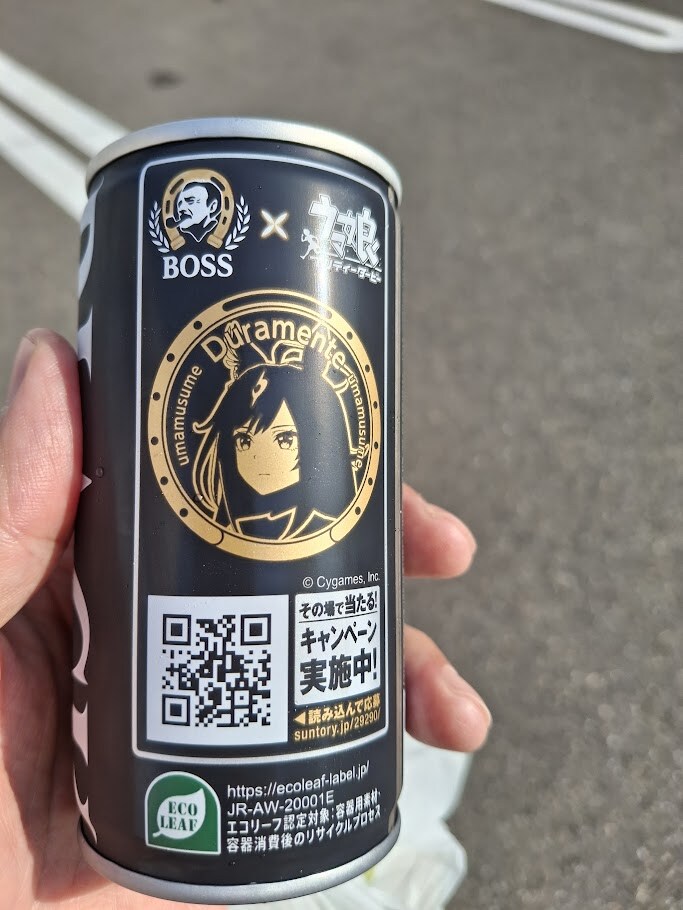 BOSS
×
ウマ娘
プリティーダービー
Duramente
umamusume
umamusume
© Cygames, Inc.
その場で当たる!
キャンペーン
実施中!
◀読み込んで応募
suntory.jp/29290/
ECO
LEAF
https://ecoleaf-label.jp/
JR-AW-20001E
エコリーフ認定対象:容器用素材、
容器消費後のリサイクルプロセス